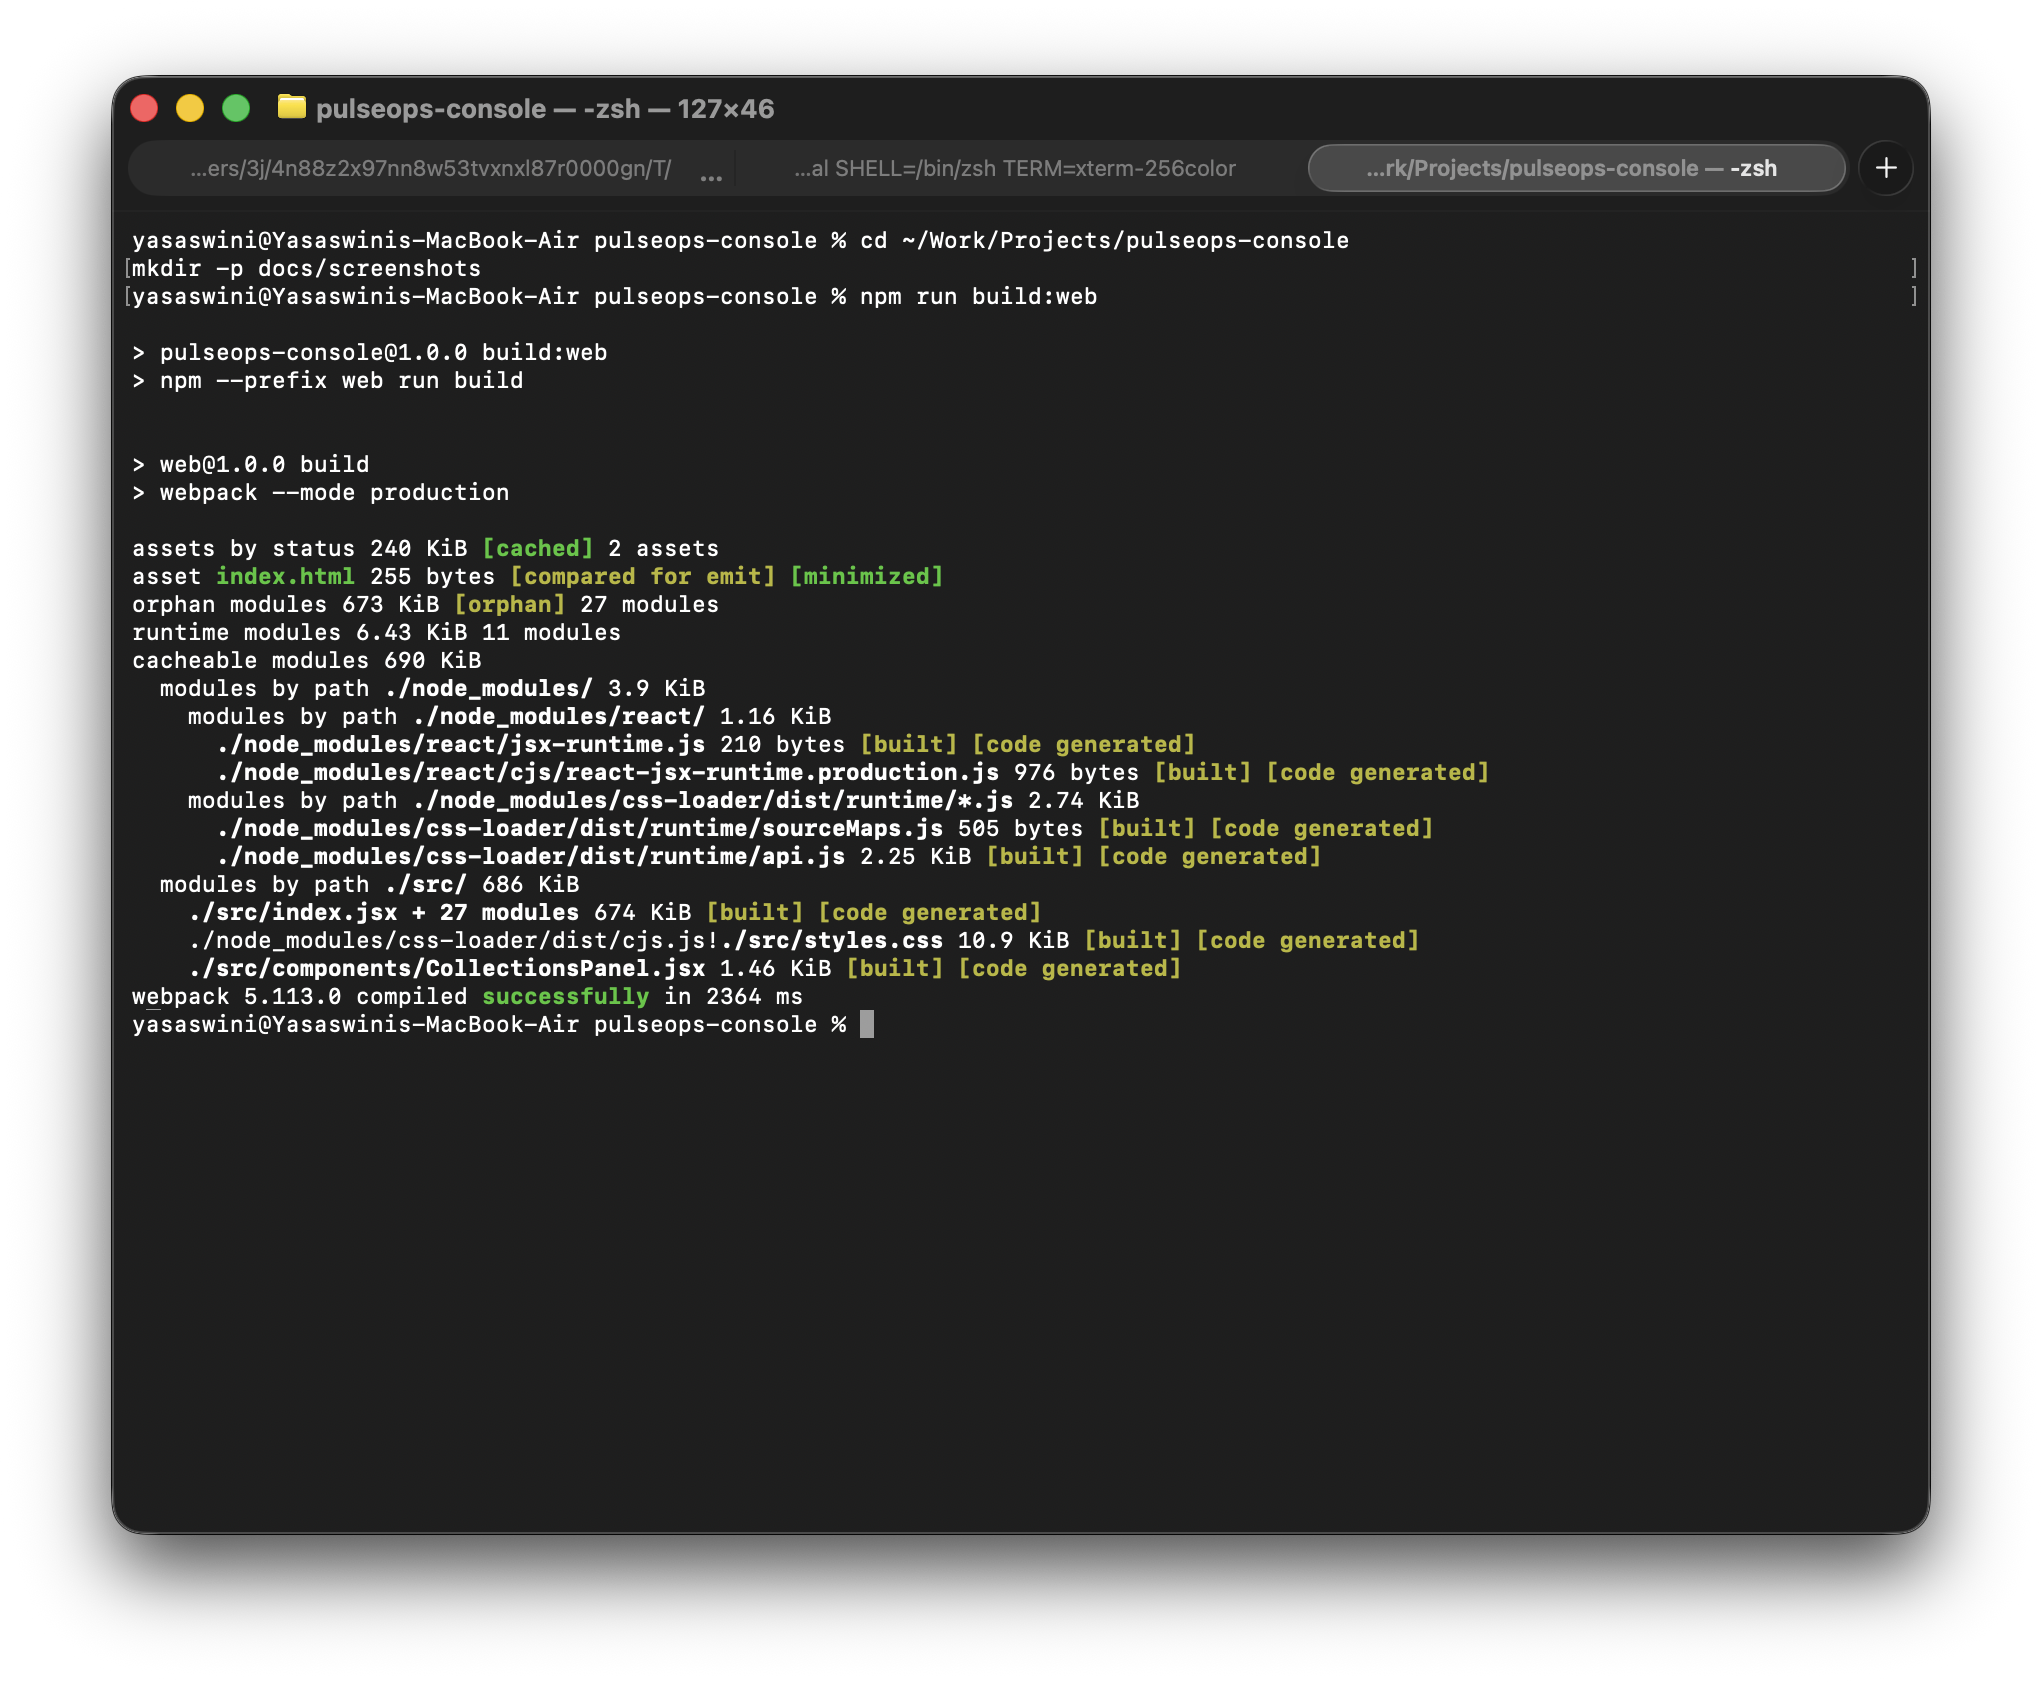 pulseops-console — -zsh — 127×46
...ers/3j/4n88z2x97nn8w53tvxnxl87r0000gn/T/ ...
...al SHELL=/bin/zsh TERM=xterm-256color
...rk/Projects/pulseops-console — -zsh
+
yasaswini@Yasaswinis-MacBook-Air pulseops-console % cd ~/Work/Projects/pulseops-console
[mkdir -p docs/screenshots ]
[yasaswini@Yasaswinis-MacBook-Air pulseops-console % npm run build:web ]
> pulseops-console@1.0.0 build:web
> npm --prefix web run build
> web@1.0.0 build
> webpack --mode production
assets by status 240 KiB [cached] 2 assets
asset index.html 255 bytes [compared for emit] [minimized]
orphan modules 673 KiB [orphan] 27 modules
runtime modules 6.43 KiB 11 modules
cacheable modules 690 KiB
  modules by path ./node_modules/ 3.9 KiB
    modules by path ./node_modules/react/ 1.16 KiB
      ./node_modules/react/jsx-runtime.js 210 bytes [built] [code generated]
      ./node_modules/react/cjs/react-jsx-runtime.production.js 976 bytes [built] [code generated]
    modules by path ./node_modules/css-loader/dist/runtime/*.js 2.74 KiB
      ./node_modules/css-loader/dist/runtime/sourceMaps.js 505 bytes [built] [code generated]
      ./node_modules/css-loader/dist/runtime/api.js 2.25 KiB [built] [code generated]
  modules by path ./src/ 686 KiB
    ./src/index.jsx + 27 modules 674 KiB [built] [code generated]
    ./node_modules/css-loader/dist/cjs.js!./src/styles.css 10.9 KiB [built] [code generated]
    ./src/components/CollectionsPanel.jsx 1.46 KiB [built] [code generated]
webpack 5.113.0 compiled successfully in 2364 ms
yasaswini@Yasaswinis-MacBook-Air pulseops-console %